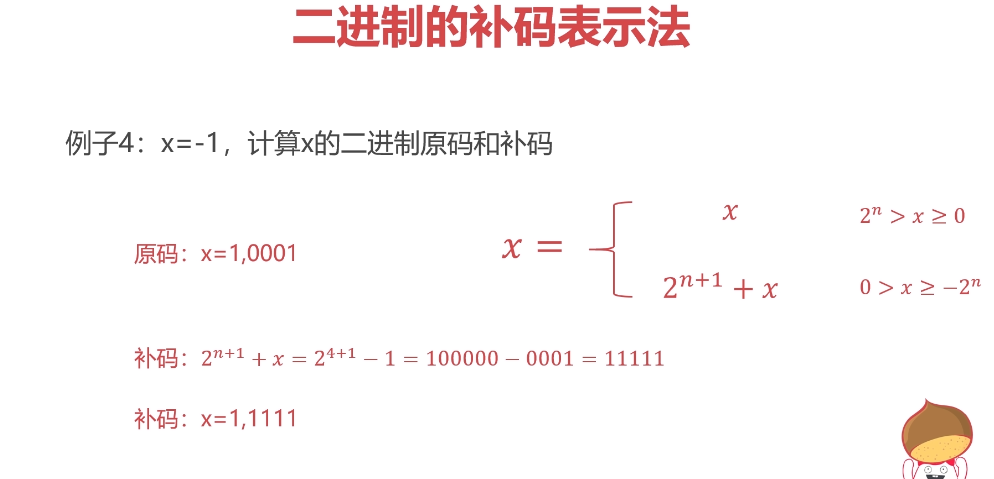 二进制的补码表示法
例子4：x=-1，计算x的二进制原码和补码
原码：x=1,0001
x = { x 2^n > x ≥ 0
2^{n+1} + x 0 > x ≥ −2^n
补码：2^{n+1} + x = 2^{4+1} − 1 = 100000 − 0001 = 11111
补码：x=1,1111